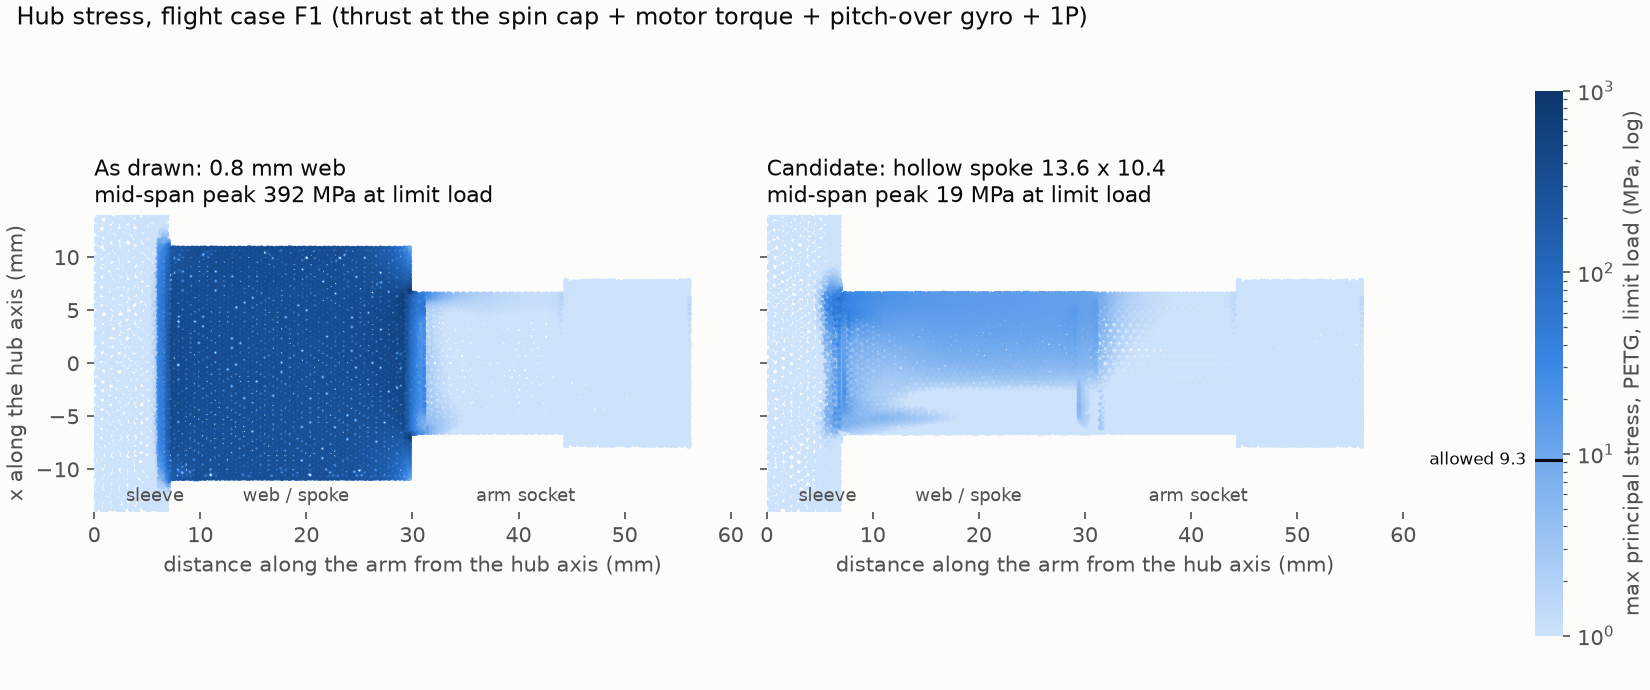 Hub stress, flight case F1 (thrust at the spin cap + motor torque + pitch-over gyro + 1P)
As drawn: 0.8 mm web
mid-span peak 392 MPa at limit load
Candidate: hollow spoke 13.6 x 10.4
mid-span peak 19 MPa at limit load
x along the hub axis (mm)
10
5
0
−5
−10
sleeve
web / spoke
arm socket
0
10
20
30
40
50
60
distance along the arm from the hub axis (mm)
sleeve
web / spoke
arm socket
0
10
20
30
40
50
60
distance along the arm from the hub axis (mm)
10³
10²
10¹
10⁰
allowed 9.3
max principal stress, PETG, limit load (MPa, log)